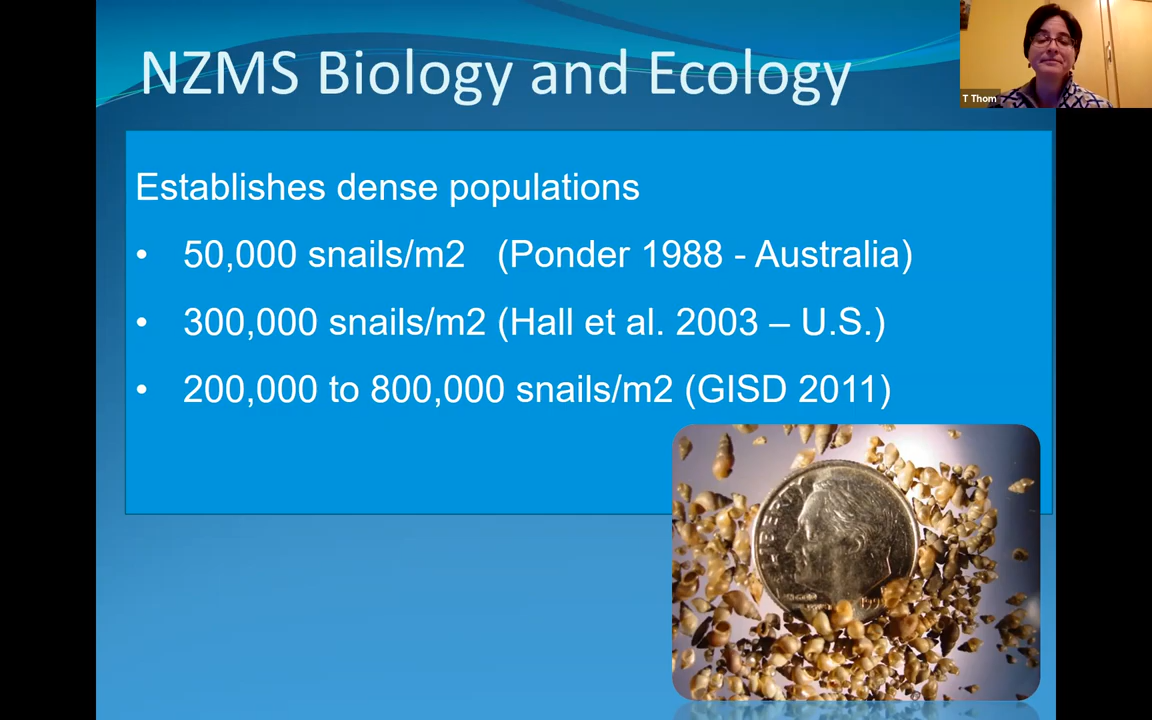 NZMS Biology and Ecology
T Thom
Establishes dense populations
• 50,000 snails/m2 (Ponder 1988 - Australia)
• 300,000 snails/m2 (Hall et al. 2003 – U.S.)
• 200,000 to 800,000 snails/m2 (GISD 2011)